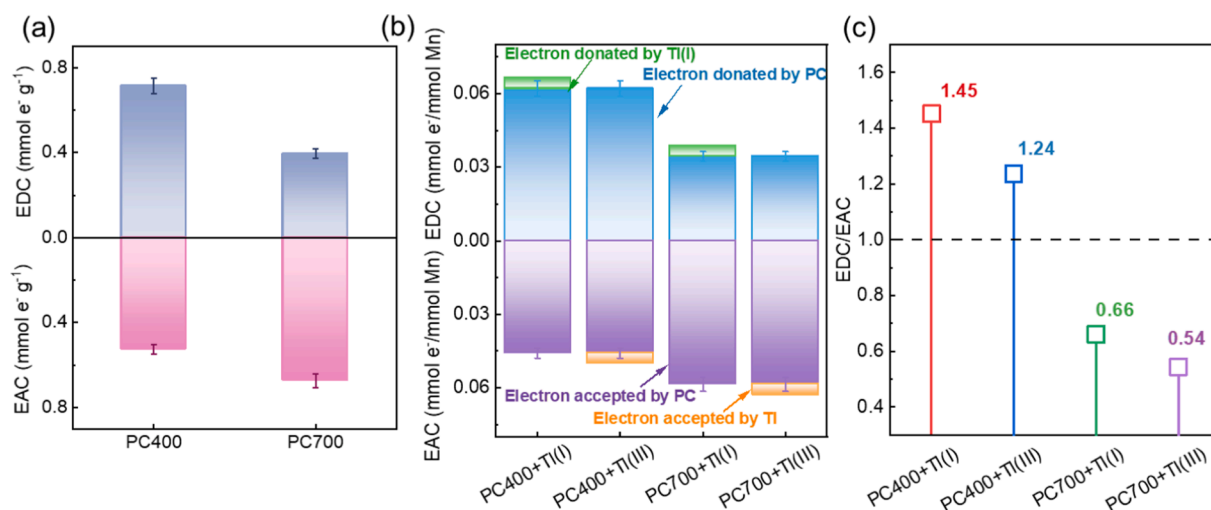 (a)
EDC (mmol e- g-1)
EAC (mmol e- g-1)
0.8
0.4
0.0
0.4
0.8
PC400
PC700
(b)
EAC (mmol e-/mmol Mn) EDC (mmol e-/mmol Mn)
0.06
0.03
0.00
0.03
0.06
Electron donated by Tl(I)
Electron donated by PC
Electron accepted by PC
Electron accepted by Tl
PC400+Tl(I)
PC400+Tl(III)
PC700+Tl(I)
PC700+Tl(III)
(c)
EDC/EAC
1.6
1.4
1.2
1.0
0.8
0.6
0.4
1.45
1.24
0.66
0.54
PC400+Tl(I)
PC400+Tl(III)
PC700+Tl(I)
PC700+Tl(III)